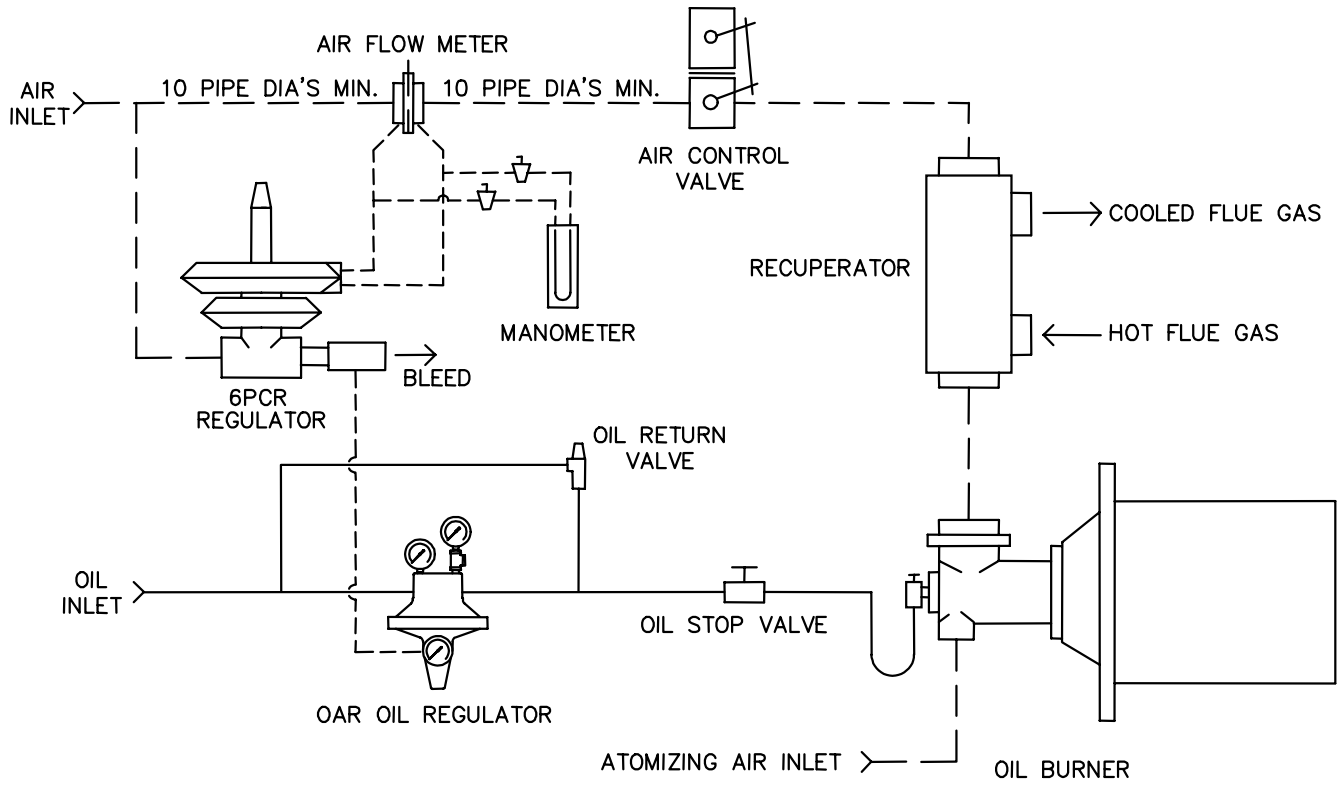 AIR FLOW METER
AIR
INLET
10 PIPE DIA'S MIN.
10 PIPE DIA'S MIN.
AIR CONTROL
VALVE
COOLED FLUE GAS
RECUPERATOR
HOT FLUE GAS
MANOMETER
BLEED
6PCR
REGULATOR
OIL RETURN
VALVE
OIL
INLET
OIL STOP VALVE
OAR OIL REGULATOR
ATOMIZING AIR INLET
OIL BURNER